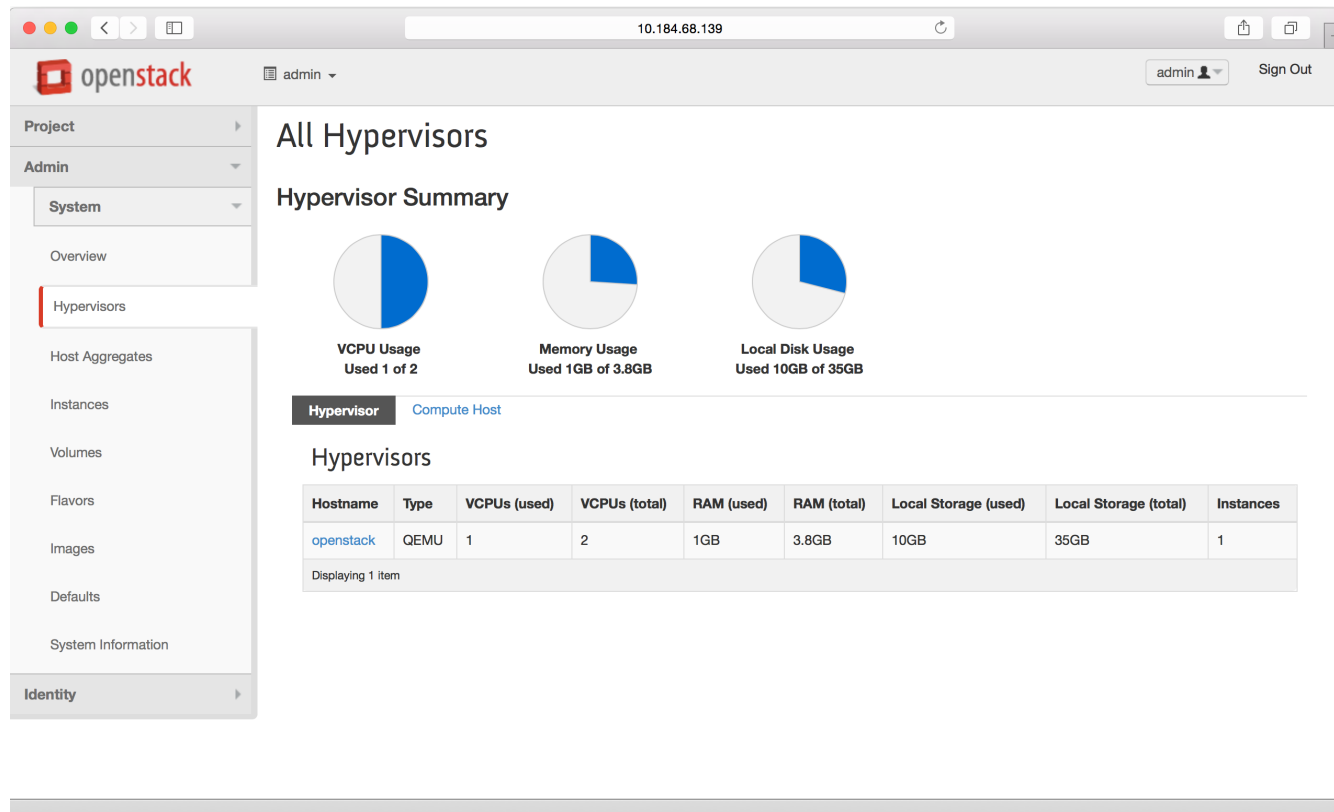 10.184.68.139
openstack
admin
admin
Sign Out
Project
Admin
System
Overview
Hypervisors
Host Aggregates
Instances
Volumes
Flavors
Images
Defaults
System Information
Identity
All Hypervisors
Hypervisor Summary
VCPU Usage
Used 1 of 2
Memory Usage
Used 1GB of 3.8GB
Local Disk Usage
Used 10GB of 35GB
Hypervisor Compute Host
Hypervisors
Hostname Type VCPUs (used) VCPUs (total) RAM (used) RAM (total) Local Storage (used) Local Storage (total) Instances
openstack QEMU 1 2 1GB 3.8GB 10GB 35GB 1
Displaying 1 item